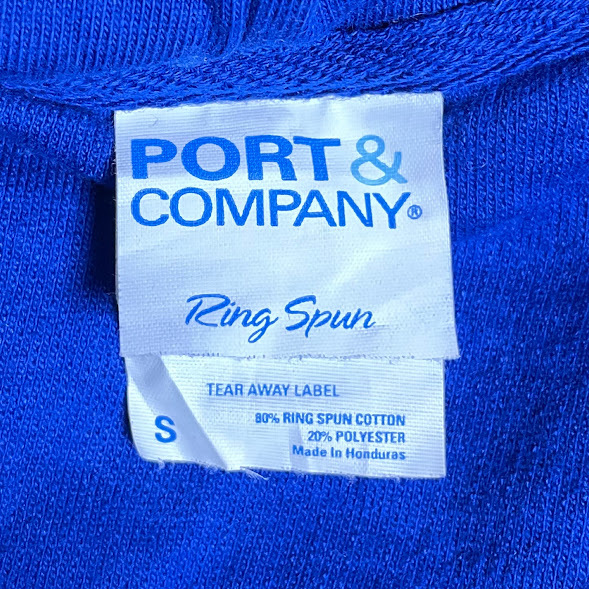 PORT &
COMPANY®
Ring Spun
TEAR AWAY LABEL
S
80% RING SPUN COTTON
20% POLYESTER
Made In Honduras